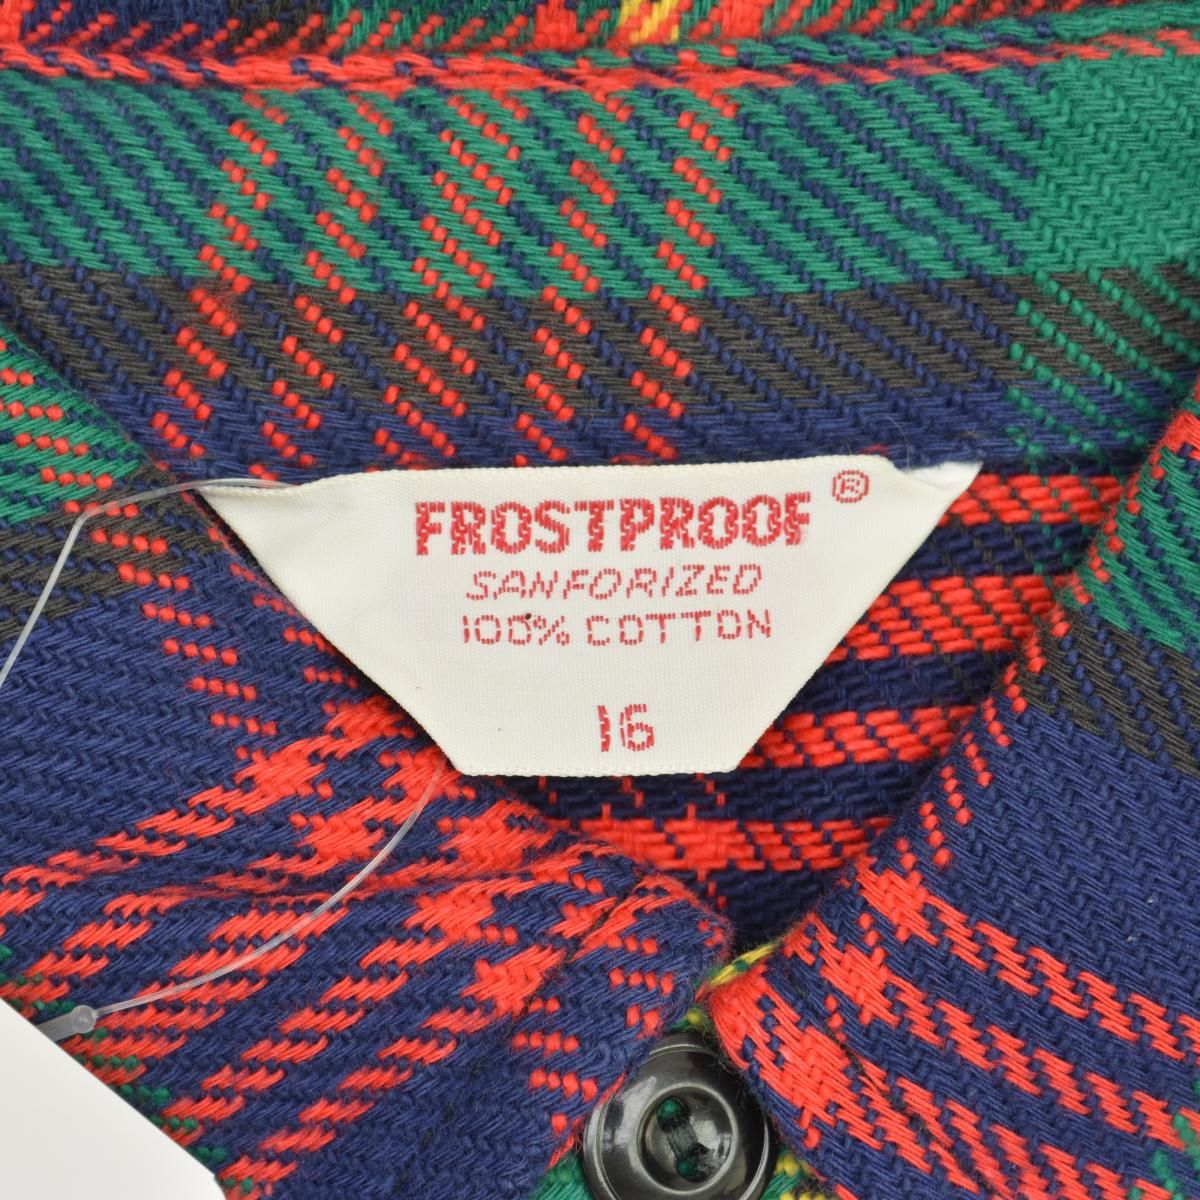 FROSTPROOF ®
SANFORIZED
100% COTTON
16